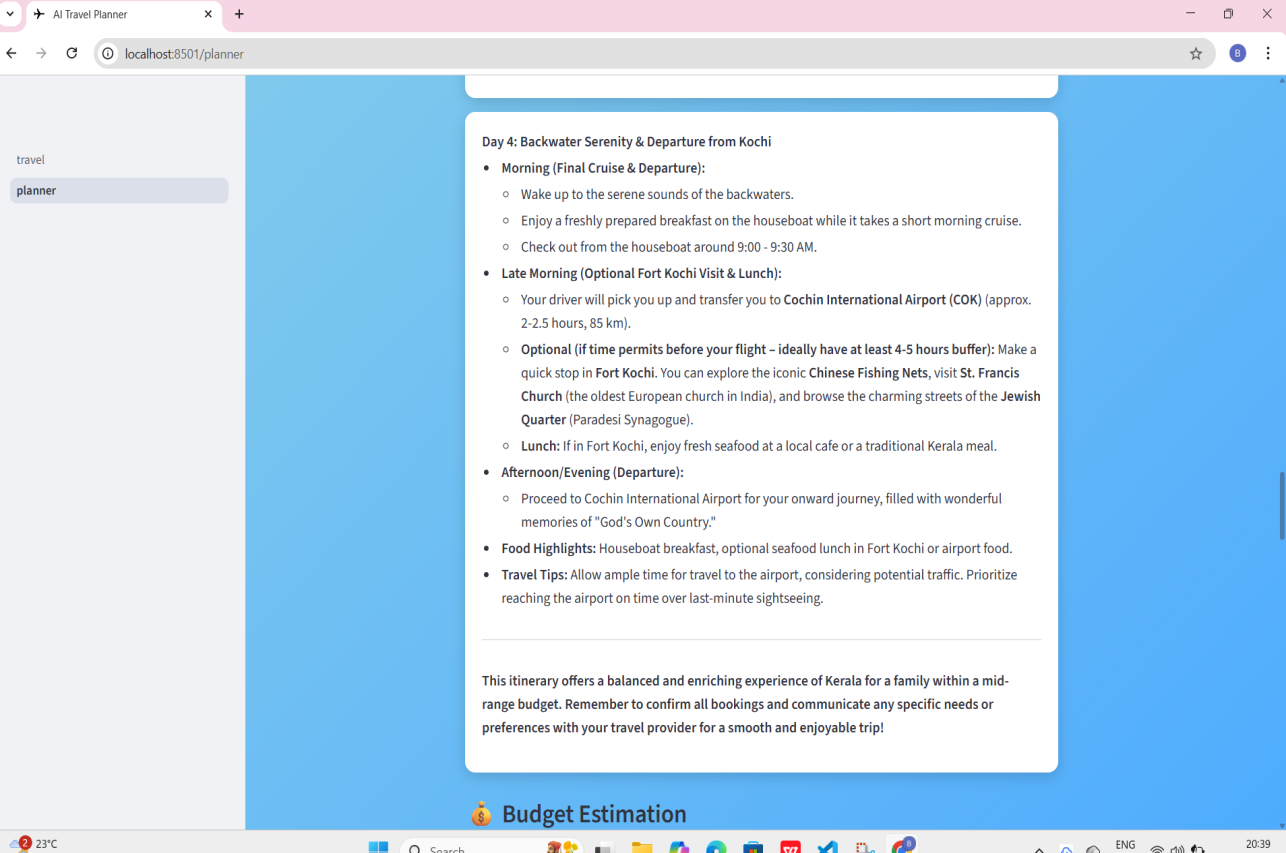 AI Travel Planner
localhost:8501/planner
B
travel
planner
Day 4: Backwater Serenity & Departure from Kochi
• Morning (Final Cruise & Departure):
○ Wake up to the serene sounds of the backwaters.
○ Enjoy a freshly prepared breakfast on the houseboat while it takes a short morning cruise.
○ Check out from the houseboat around 9:00 - 9:30 AM.
• Late Morning (Optional Fort Kochi Visit & Lunch):
○ Your driver will pick you up and transfer you to Cochin International Airport (COK) (approx.
2-2.5 hours, 85 km).
○ Optional (if time permits before your flight – ideally have at least 4-5 hours buffer): Make a
quick stop in Fort Kochi. You can explore the iconic Chinese Fishing Nets, visit St. Francis
Church (the oldest European church in India), and browse the charming streets of the Jewish
Quarter (Paradesi Synagogue).
○ Lunch: If in Fort Kochi, enjoy fresh seafood at a local cafe or a traditional Kerala meal.
• Afternoon/Evening (Departure):
○ Proceed to Cochin International Airport for your onward journey, filled with wonderful
memories of "God's Own Country."
• Food Highlights: Houseboat breakfast, optional seafood lunch in Fort Kochi or airport food.
• Travel Tips: Allow ample time for travel to the airport, considering potential traffic. Prioritize
reaching the airport on time over last-minute sightseeing.
This itinerary offers a balanced and enriching experience of Kerala for a family within a mid-
range budget. Remember to confirm all bookings and communicate any specific needs or
preferences with your travel provider for a smooth and enjoyable trip!
💰 Budget Estimation
2 23°C
Search
B
ENG
20:39